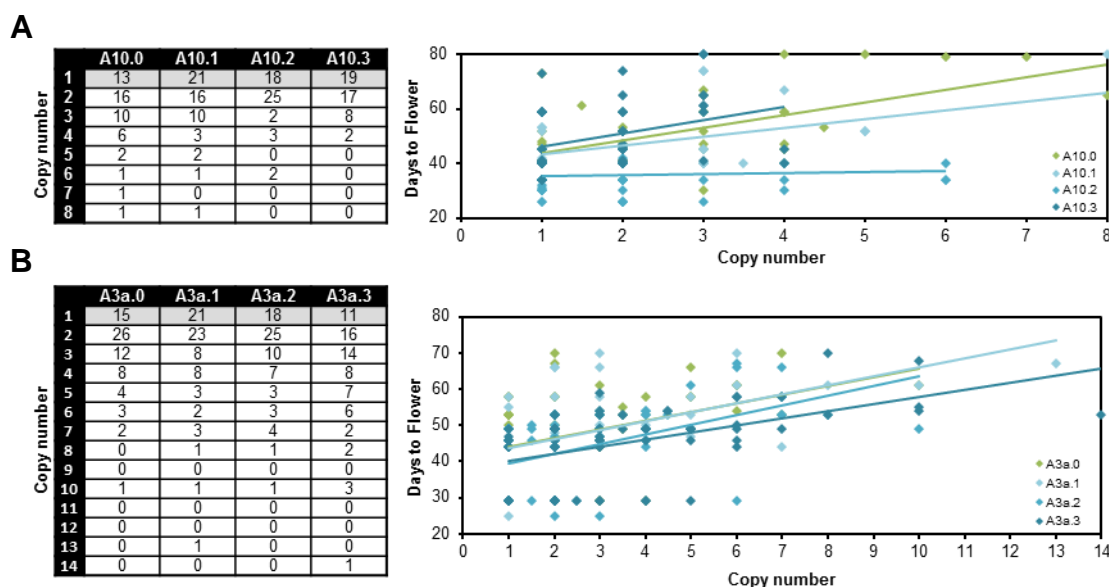 A
A10.0 A10.1 A10.2 A10.3
1 13 21 18 19
2 16 16 25 17
3 10 10 2 8
4 6 3 3 2
5 2 2 0 0
6 1 1 2 0
7 1 0 0 0
8 1 1 0 0
Copy number
80
60
40
20
Days to Flower
0 1 2 3 4 5 6 7 8
Copy number
A10.0
A10.1
A10.2
A10.3
B
A3a.0 A3a.1 A3a.2 A3a.3
1 15 21 18 11
2 26 23 25 16
3 12 8 10 14
4 8 8 7 8
5 4 3 3 7
6 3 2 3 6
7 2 3 4 2
8 0 1 1 2
9 0 0 0 0
10 1 1 1 3
11 0 0 0 0
12 0 0 0 0
13 0 1 0 0
14 0 0 0 1
Copy number
80
70
60
50
40
30
20
Days to Flower
0 1 2 3 4 5 6 7 8 9 10 11 12 13 14
Copy number
A3a.0
A3a.1
A3a.2
A3a.3